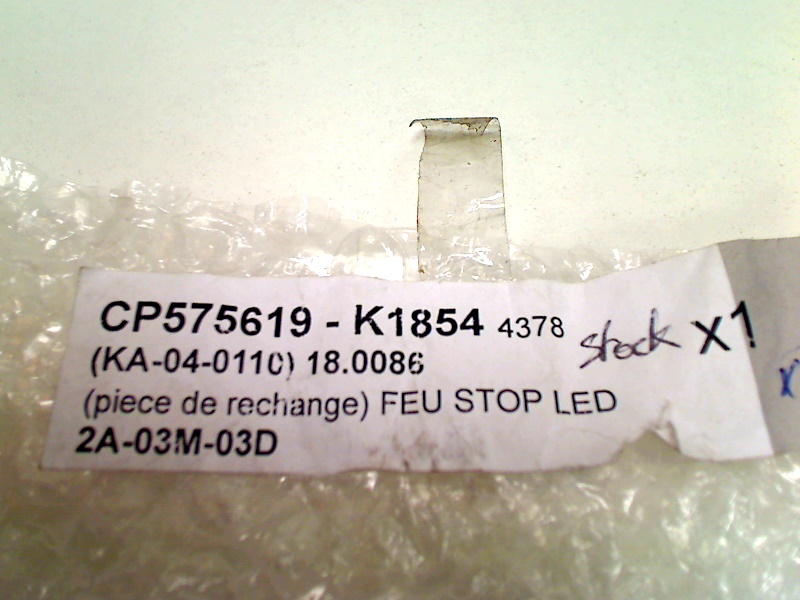 CP575619 - K1854 4378 stock x1
(KA-04-0110) 18.0086
(piece de rechange) FEU STOP LED
2A-03M-03D